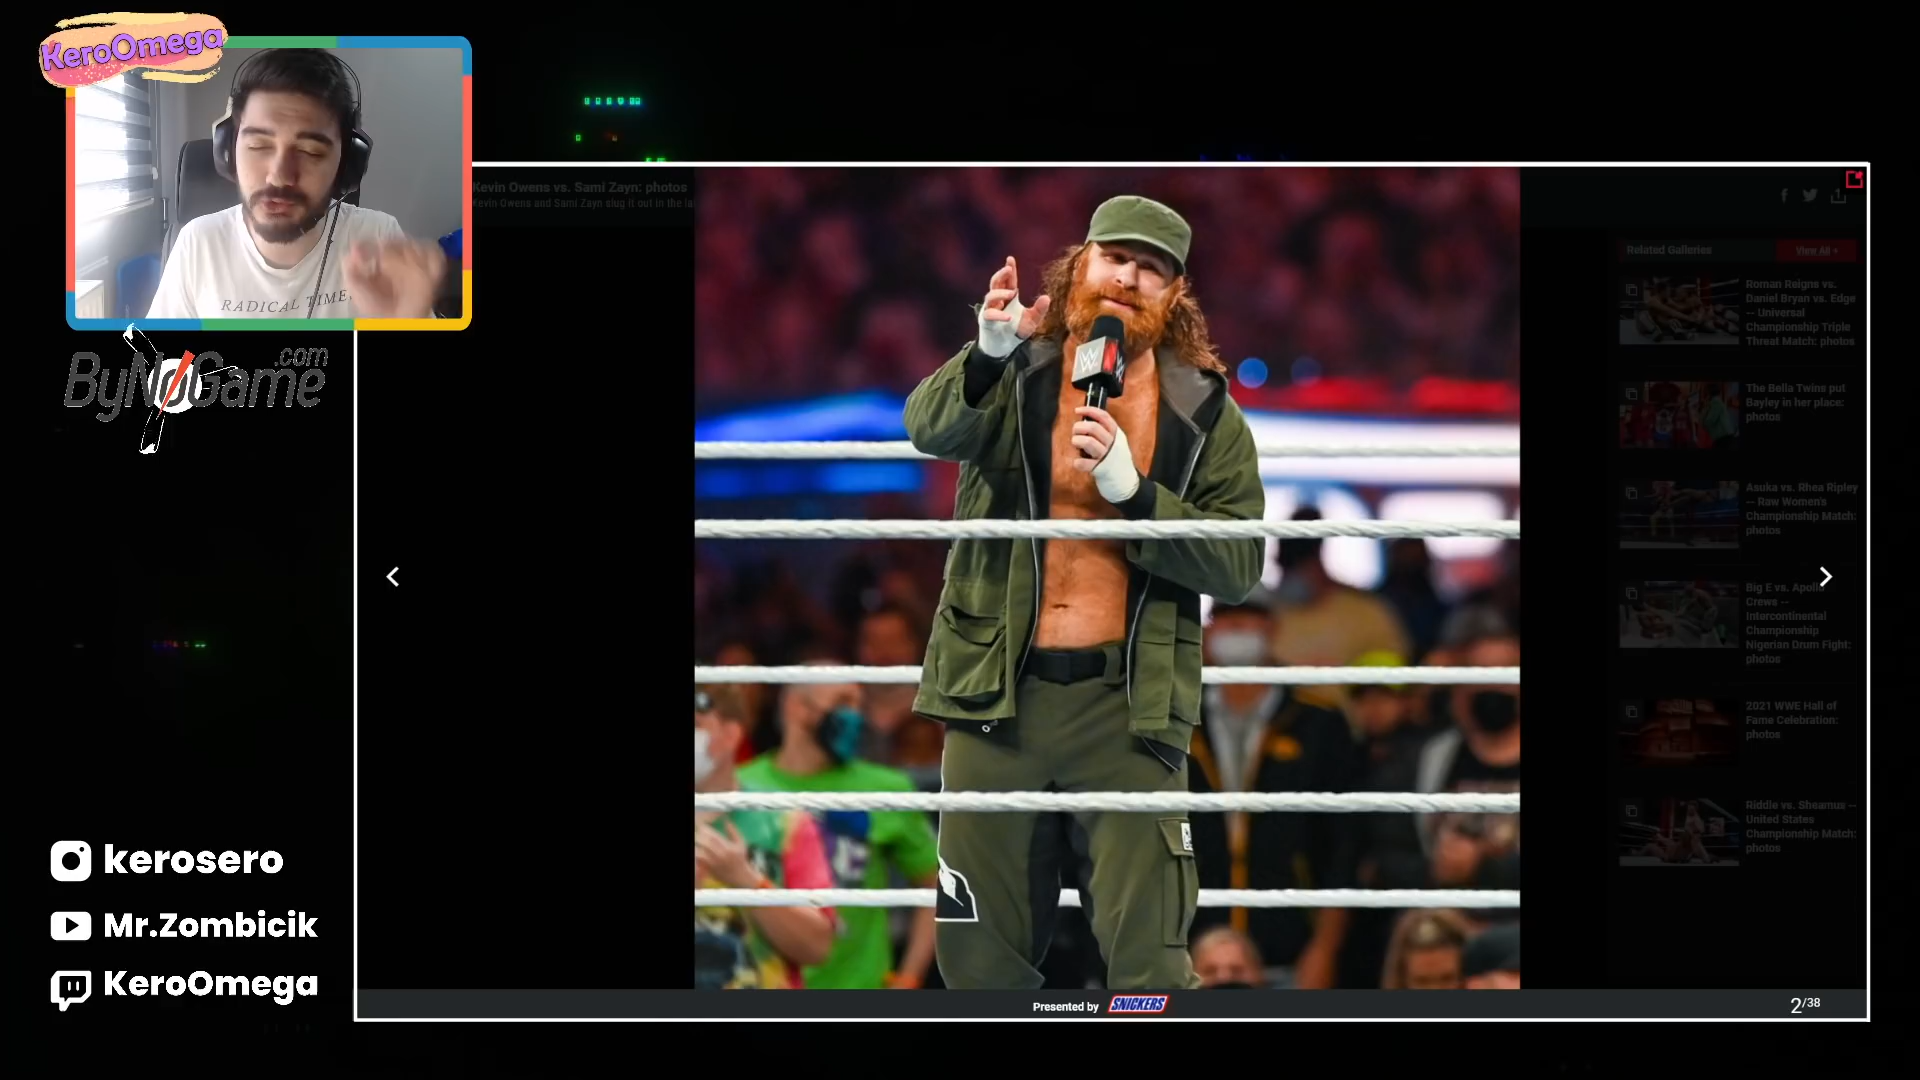 KeroOmega
RADICAL TIME
ByNoGame
.com
kerosero
Mr.Zombicik
KeroOmega
Kevin Owens vs. Sami Zayn: photos
Kevin Owens and Sami Zayn slug it out in the la
W
Related Galleries
View All +
Roman Reigns vs.
Daniel Bryan vs. Edge
-- Universal
Championship Triple
Threat Match: photos
The Bella Twins put
Bayley in her place:
photos
Asuka vs. Rhea Ripley
-- Raw Women's
Championship Match:
photos
Big E vs. Apollo
Crews --
Intercontinental
Championship
Nigerian Drum Fight:
photos
2021 WWE Hall of
Fame Celebration:
photos
Riddle vs. Sheamus --
United States
Championship Match:
photos
Presented by SNICKERS
2/38